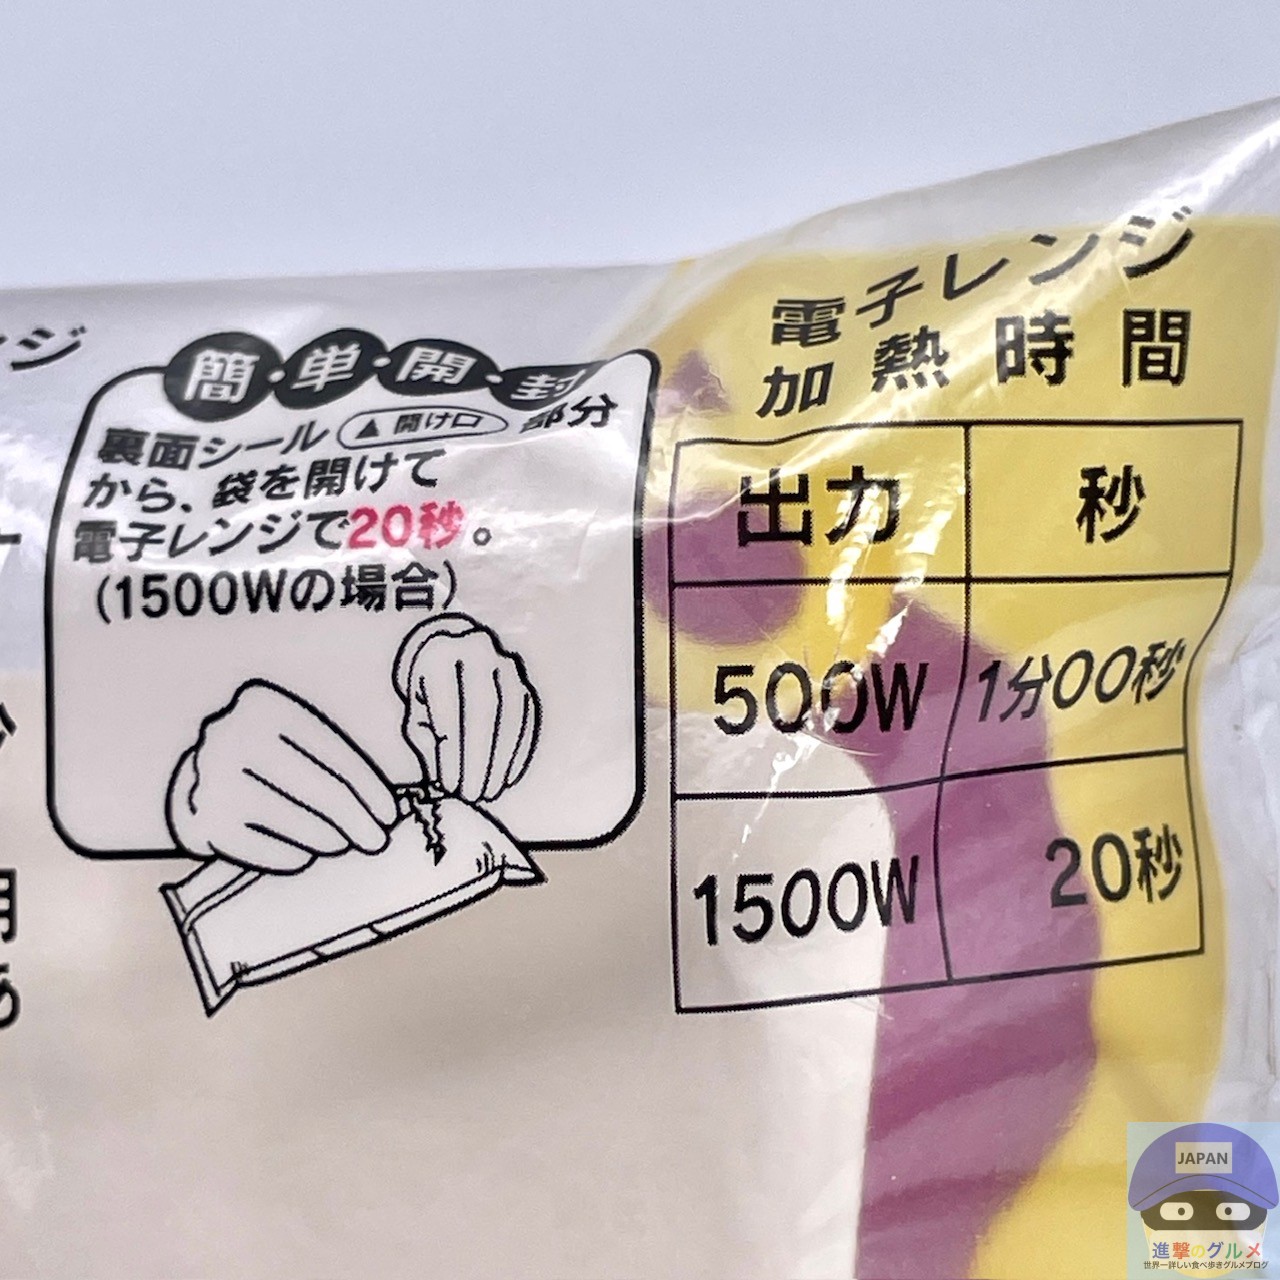 ンジ
簡・単・開・封
裏面シール ▲開け口 部分
から、袋を開けて
電子レンジで20秒。
(1500Wの場合)
電子レンジ
加熱時間
出力 秒
500W 1分00秒
1500W 20秒
JAPAN
進撃のグルメ
世界一詳しい食べ歩きグルメブログ